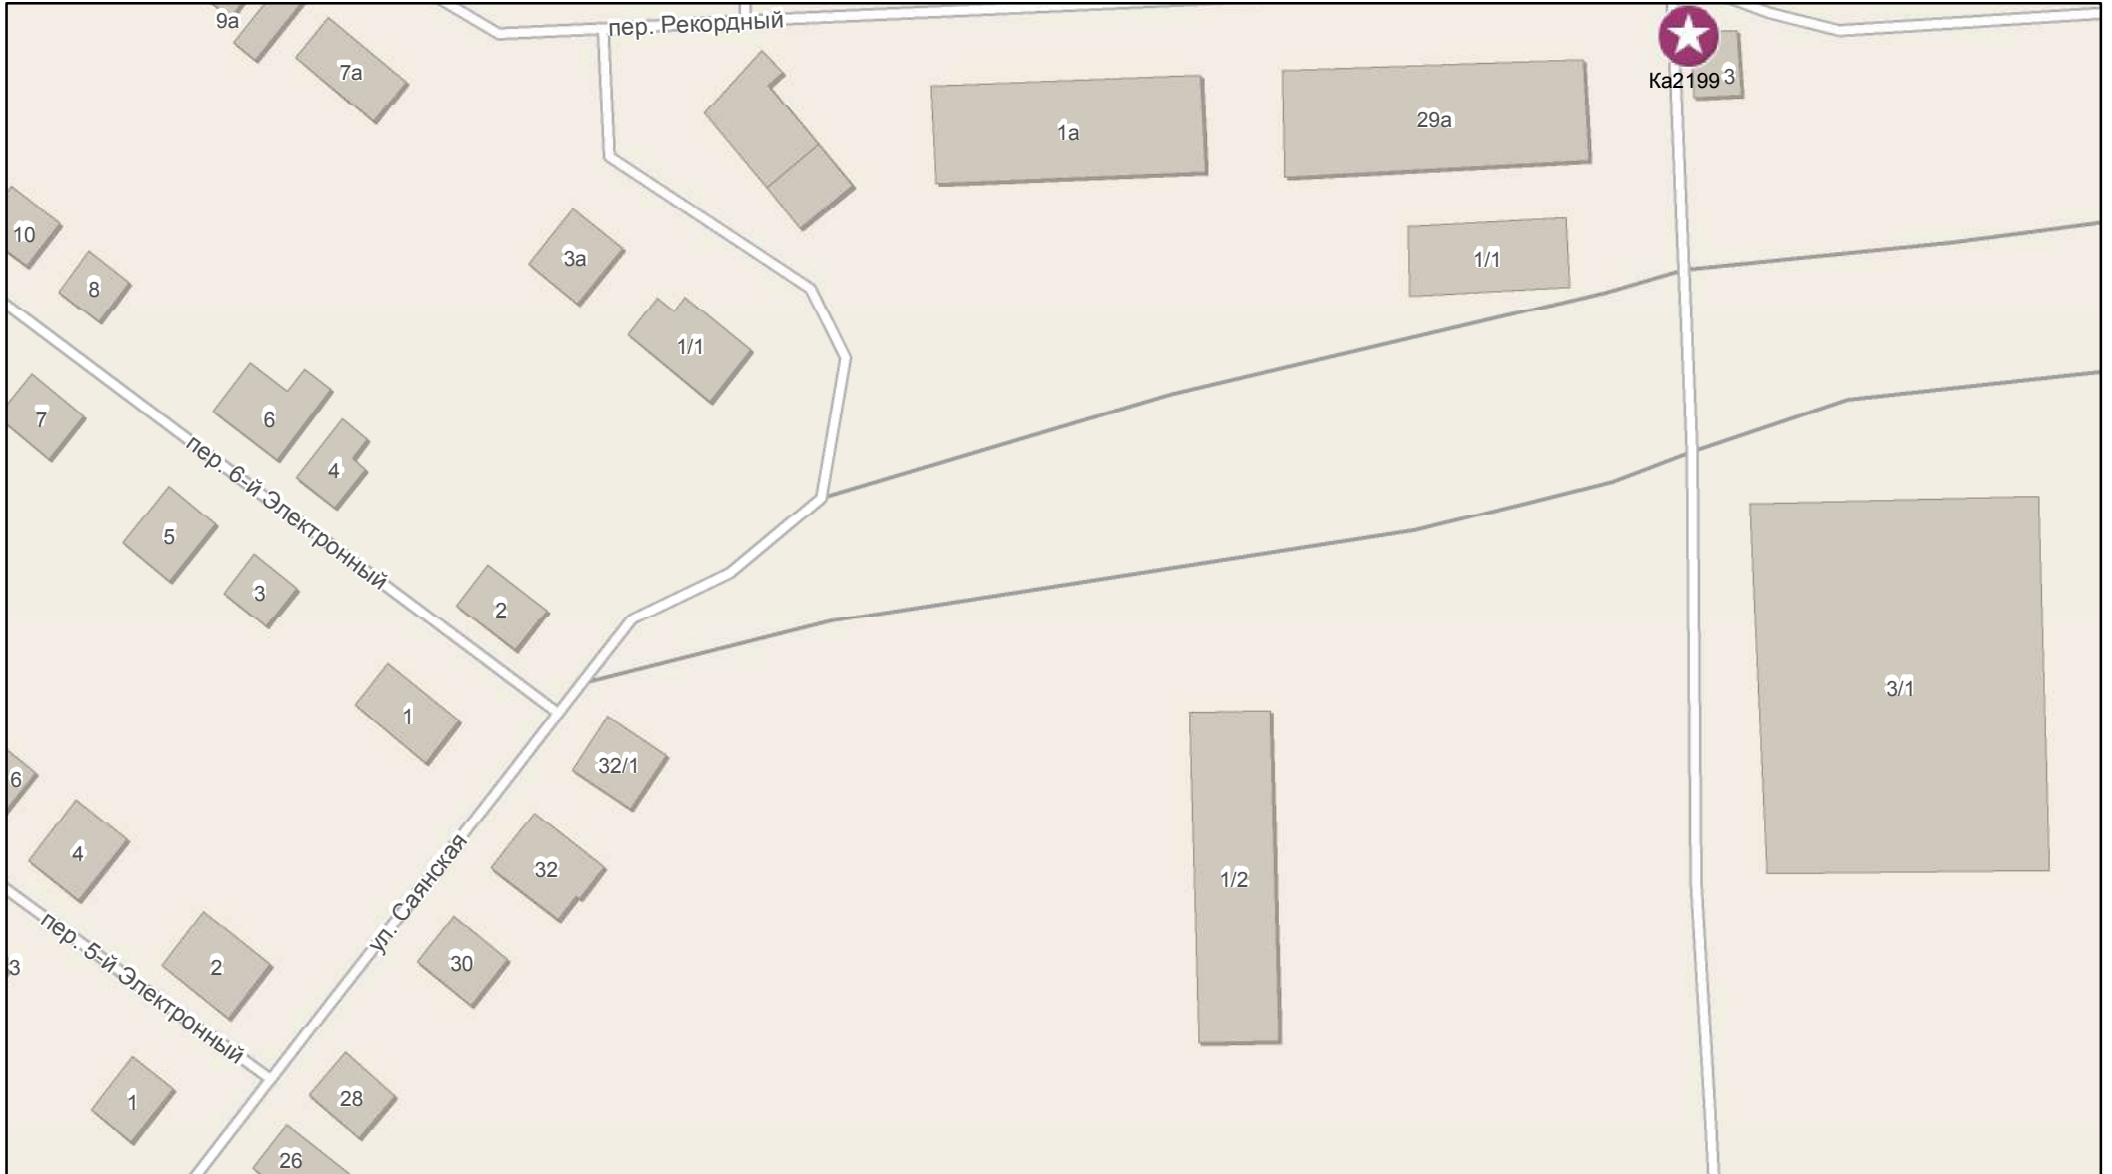 9а
пер. Рекордный
7а
Ка2199
3
1а
29а
10
8
3а
1/1
1/1
7
6
4
пер. 6-й Электронный
5
3
2
1
32/1
3/1
6
4
32
1/2
ул. Саянская
30
3
пер. 5-й Электронный
2
1
28
26